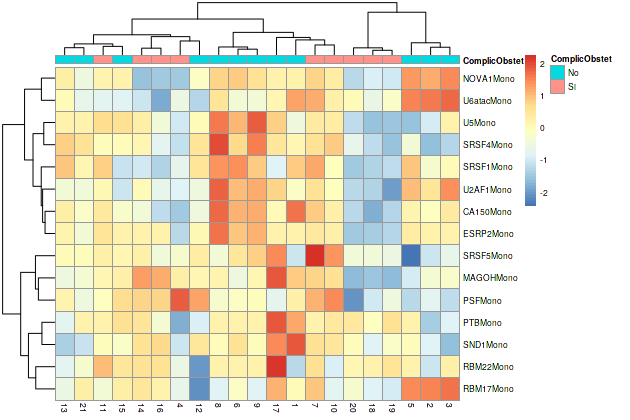 ComplicObstet
NOVA1Mono
U6atacMono
U5Mono
SRSF4Mono
SRSF1Mono
U2AF1Mono
CA150Mono
ESRP2Mono
SRSF5Mono
MAGOHMono
PSFMono
PTBMono
SND1Mono
RBM22Mono
RBM17Mono
13 21 11 15 14 16 4 12 8 6 9 17 1 7 10 20 18 19 5 2 3
2
1
0
-1
-2
ComplicObstet
No
SI